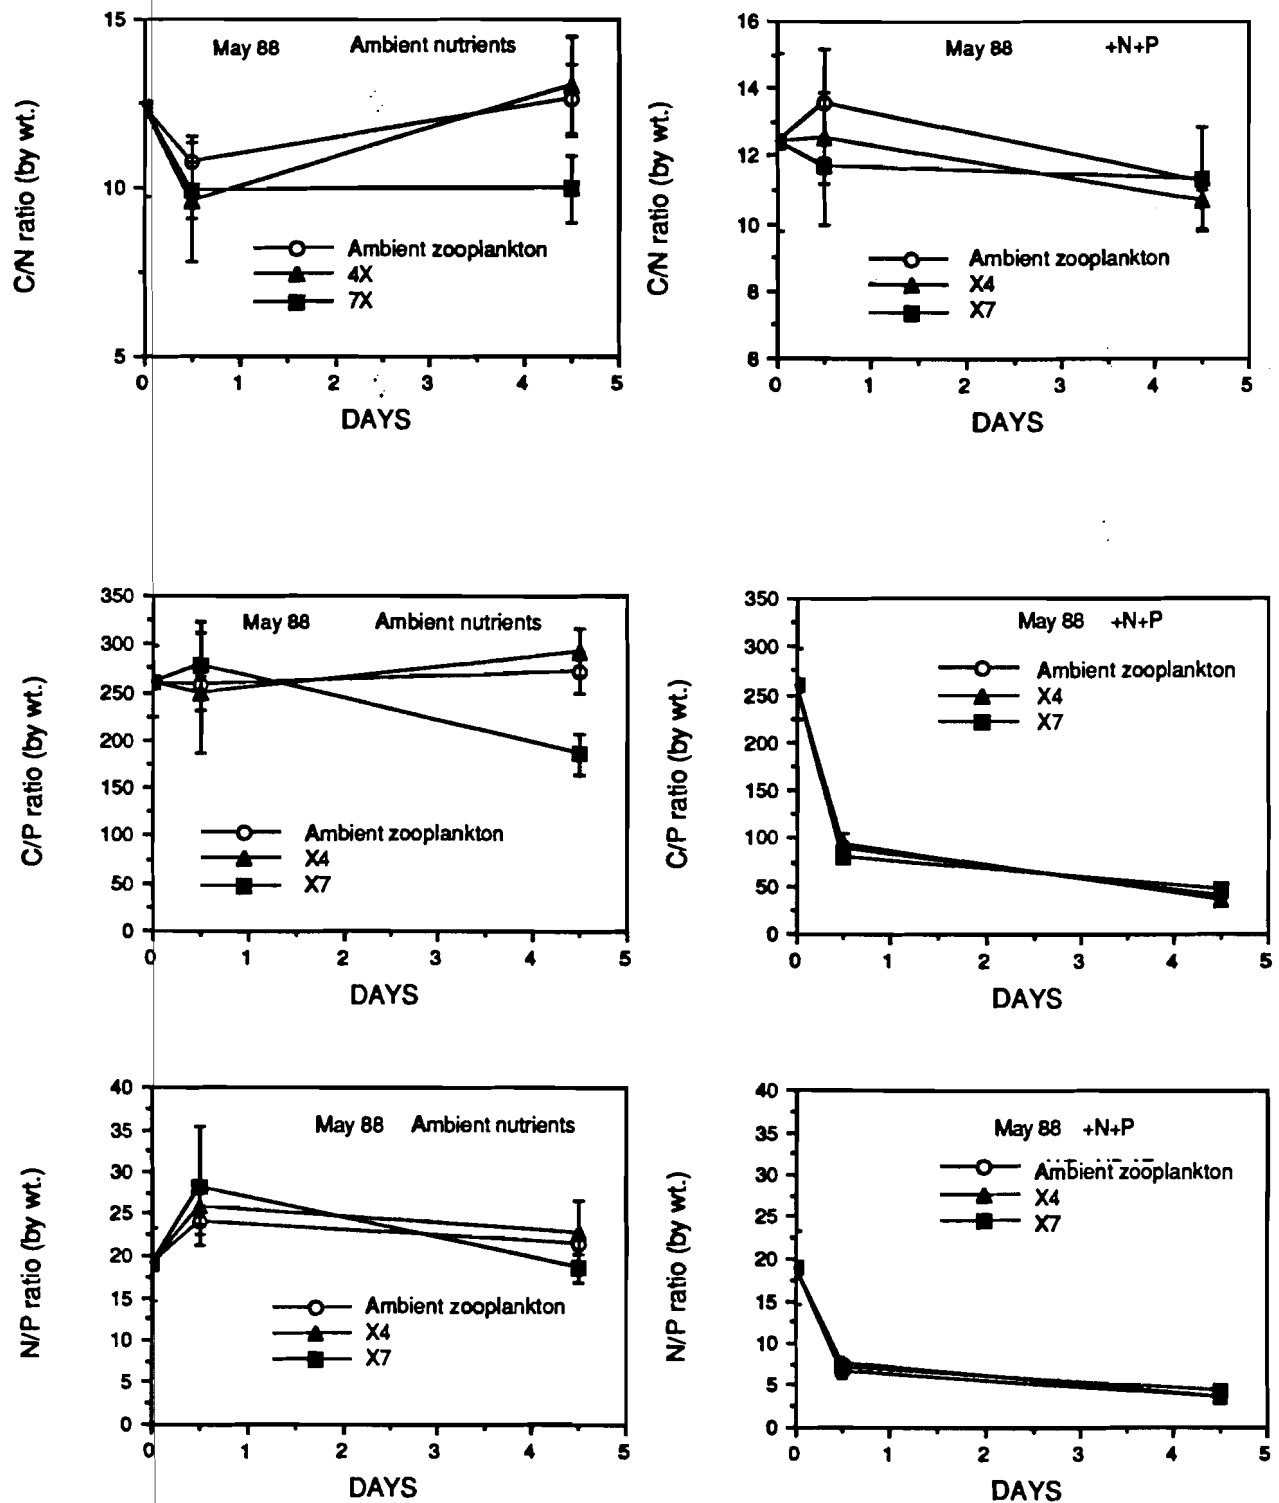 15
May 88 Ambient nutrients
C/N ratio (by wt.)
10
Ambient zooplankton
4X
7X
5
0 1 2 3 4 5
DAYS
16
May 88 +N+P
14
C/N ratio (by wt.)
12
10
Ambient zooplankton
X4
X7
8
6
0 1 2 3 4 5
DAYS
350
May 88 Ambient nutrients
300
250
C/P ratio (by wt.)
200
150
100
Ambient zooplankton
X4
X7
50
0
0 1 2 3 4 5
DAYS
350
May 88 +N+P
300
Ambient zooplankton
X4
X7
250
C/P ratio (by wt.)
200
150
100
50
0
0 1 2 3 4 5
DAYS
40
May 88 Ambient nutrients
35
30
25
N/P ratio (by wt.)
20
15
Ambient zooplankton
X4
X7
10
5
0
0 1 2 3 4 5
DAYS
40
May 88 +N+P
35
Ambient zooplankton
X4
X7
30
25
N/P ratio (by wt.)
20
15
10
5
0
0 1 2 3 4 5
DAYS